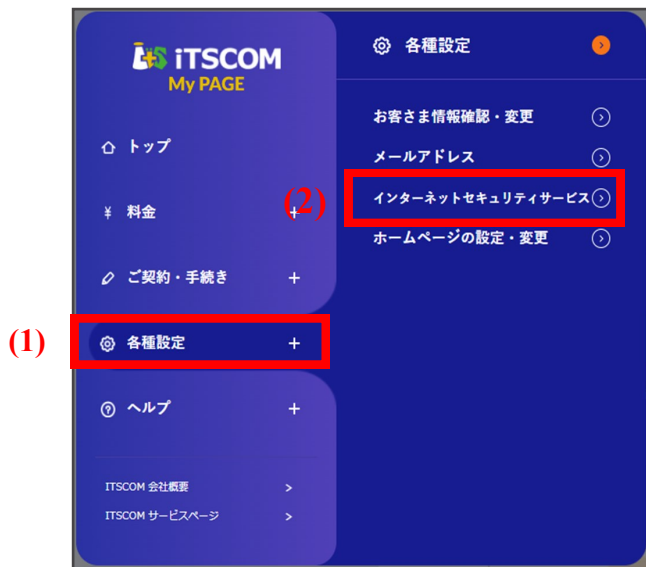 iTSCOM
My PAGE
トップ
¥ 料金 +
ご契約・手続き +
(1)
各種設定 +
ヘルプ +
ITSCOM 会社概要 >
ITSCOM サービスページ >
各種設定
お客さま情報確認・変更
メールアドレス
(2)
インターネットセキュリティサービス
ホームページの設定・変更